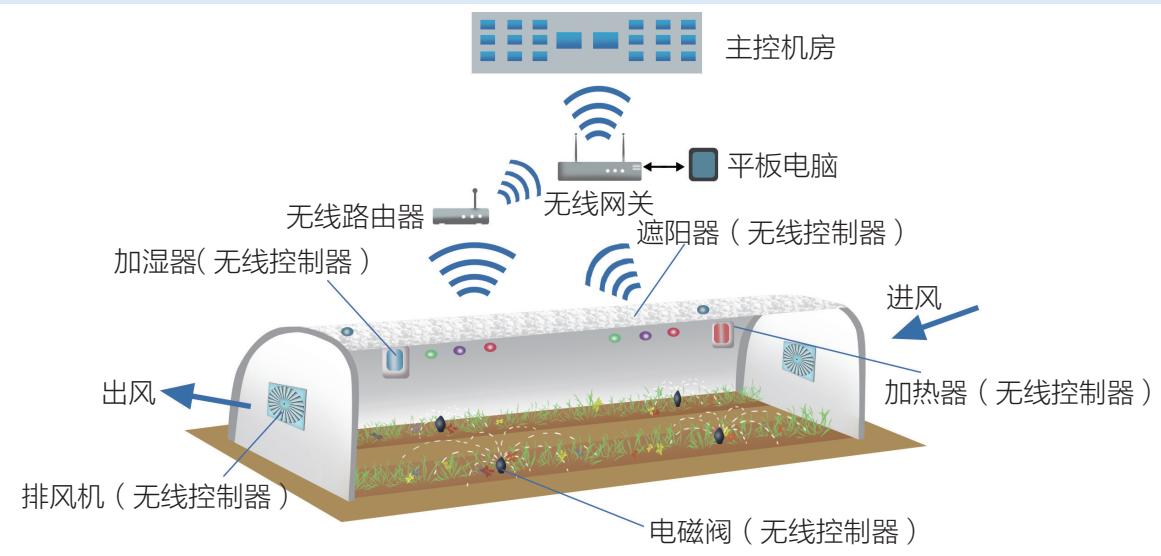 主控机房
平板电脑
无线网关
无线路由器
遮阳器（无线控制器）
加湿器（无线控制器）
进风
出风
加热器（无线控制器）
排风机（无线控制器）
电磁阀（无线控制器）